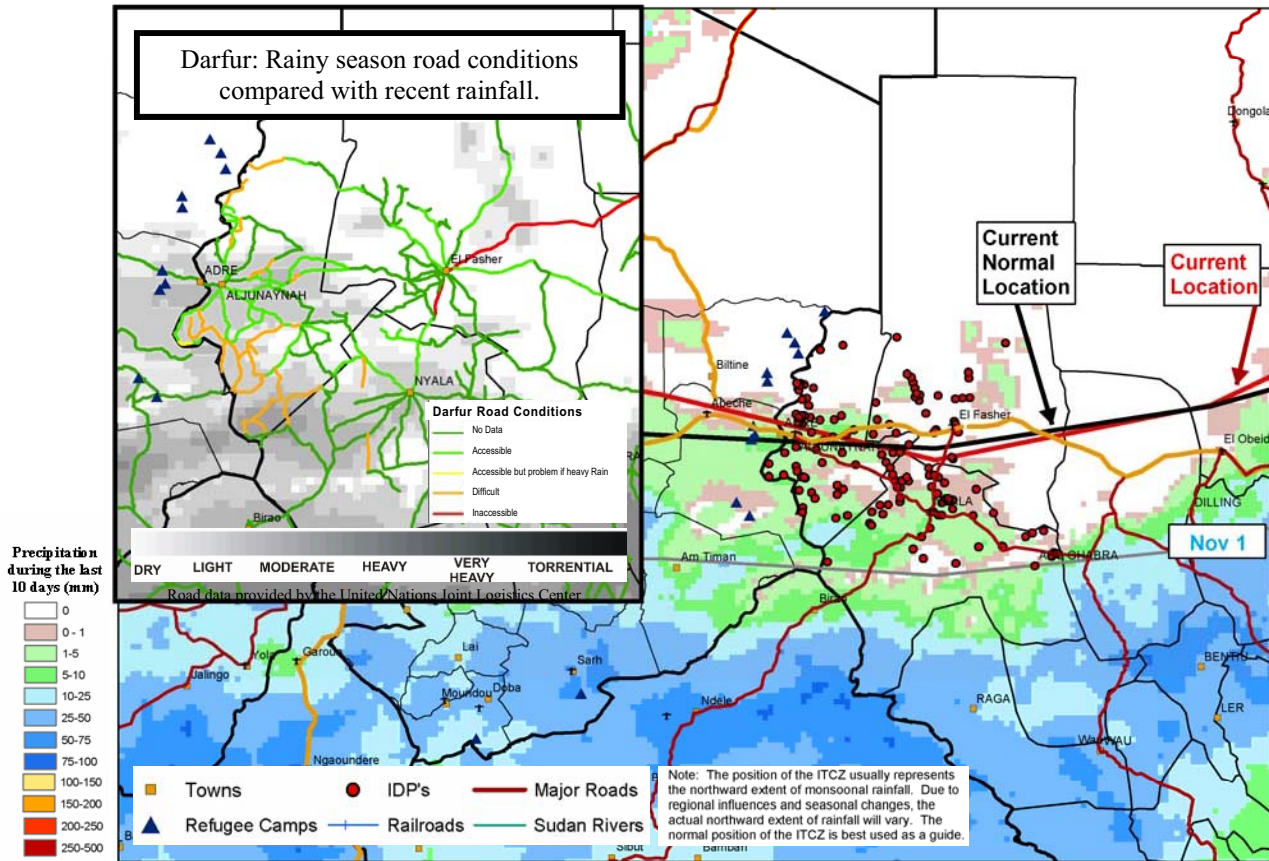 Darfur: Rainy season road conditions
compared with recent rainfall.
ADRE
ALJUNAYNAH
El Fasher
NYALA
Birao
Darfur Road Conditions
No Data
Accessible
Accessible but problem if heavy Rain
Difficult
Inaccessible
DRY
LIGHT
MODERATE
HEAVY
VERY
HEAVY
TORRENTIAL
Road data provided by the United Nations Joint Logistics Center
Dongola
Current
Normal
Location
Current
Location
Biltine
Abeche
El Fasher
El Obeid
DILLING
Nov 1
Am Timan
Birao
Yola
Garoua
Jalingo
Lai
Sarh
Moundou
Doba
Ndele
RAGA
BENTIU
LER
WAU
Ngaoundere
Sibut
Bambari
Precipitation
during the last
10 days (mm)
0
0 - 1
1-5
5-10
10-25
25-50
50-75
75-100
100-150
150-200
200-250
250-500
Towns
IDP's
Major Roads
Refugee Camps
Railroads
Sudan Rivers
Note: The position of the ITCZ usually represents
the northward extent of monsoonal rainfall. Due to
regional influences and seasonal changes, the
actual northward extent of rainfall will vary. The
normal position of the ITCZ is best used as a guide.